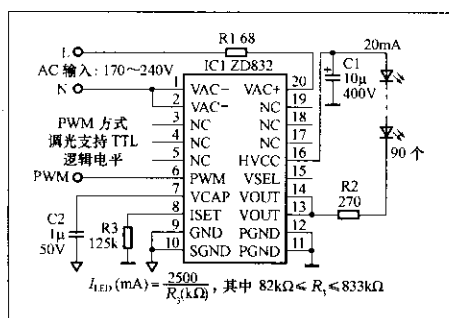 L
R1 68
20mA
IC1 ZD832
AC 输入：170～240V
N
1 VAC− VAC+ 20
2 VAC− NC 19
3 NC NC 18
4 NC NC 17
5 NC HVCC 16
6 PWM VSEL 15
7 VCAP VOUT 14
8 ISET VOUT 13
9 GND PGND 12
10 SGND PGND 11
C1
10μ
400V
PWM 方式
调光支持 TTL
逻辑电平
PWM
90 个
R2
270
C2
1μ
50V
R3
125k
I_LED(mA)=2500/R₃(kΩ)，其中 82kΩ≤R₃≤833kΩ